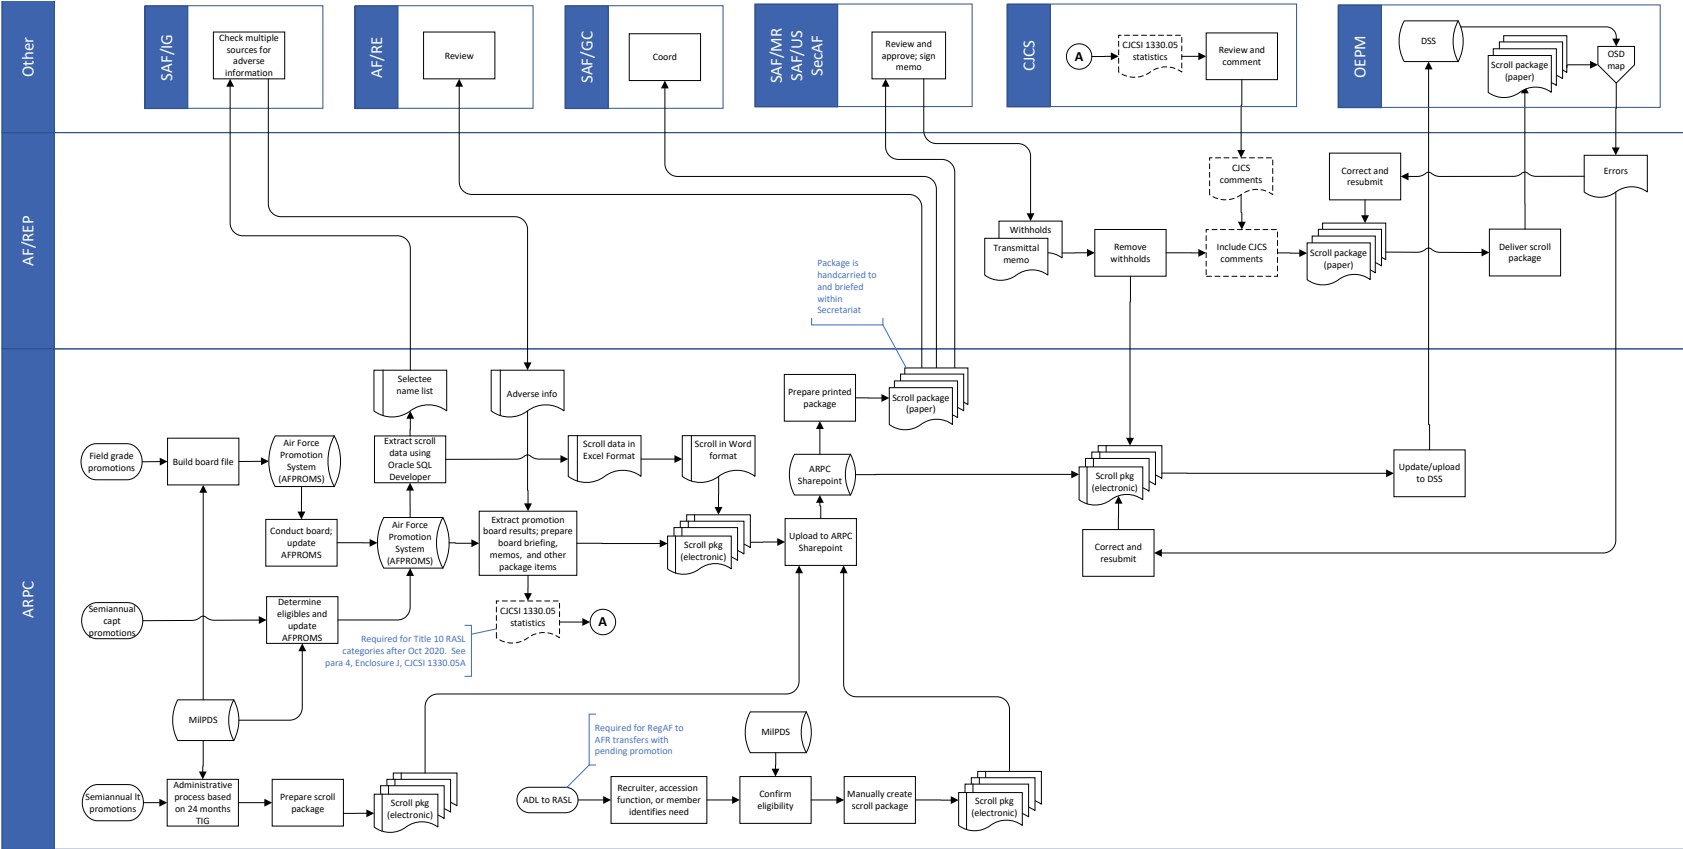 Other
SAF/IG
Check multiple
sources for
adverse
information
AF/RE
Review
SAF/GC
Coord
SAF/MR
SAF/US
SecAF
Review and
approve; sign
memo
CJCS
A
CJCSI 1330.05
statistics
Review and
comment
OEPM
DSS
Scroll package
(paper)
OSD
map
AF/REP
CJCS
comments
Correct and
resubmit
Errors
Withholds
Transmittal
memo
Remove
withholds
Include CJCS
comments
Scroll package
(paper)
Deliver scroll
package
Package is
handcarried to
and briefed
within
Secretariat
ARPC
Selectee
name list
Adverse info
Prepare printed
package
Scroll package
(paper)
Field grade
promotions
Build board file
Air Force
Promotion
System
(AFPROMS)
Extract scroll
data using
Oracle SQL
Developer
Scroll data in
Excel Format
Scroll in Word
format
ARPC
Sharepoint
Scroll pkg
(electronic)
Update/upload
to DSS
Conduct board;
update
AFPROMS
Air Force
Promotion
System
(AFPROMS)
Extract promotion
board results; prepare
board briefing,
memos, and other
package items
Scroll pkg
(electronic)
Upload to ARPC
Sharepoint
Correct and
resubmit
Semiannual
capt
promotions
Determine
eligibles and
update
AFPROMS
CJCSI 1330.05
statistics
A
Required for Title 10 RASL
categories after Oct 2020. See
para 4, Enclosure J, CJCSI 1330.05A
MilPDS
Required for RegAF to
AFR transfers with
pending promotion
MilPDS
Semiannual lt
promotions
Administrative
process based
on 24 months
TIG
Prepare scroll
package
Scroll pkg
(electronic)
ADL to RASL
Recruiter, accession
function, or member
identifies need
Confirm
eligibility
Manually create
scroll package
Scroll pkg
(electronic)